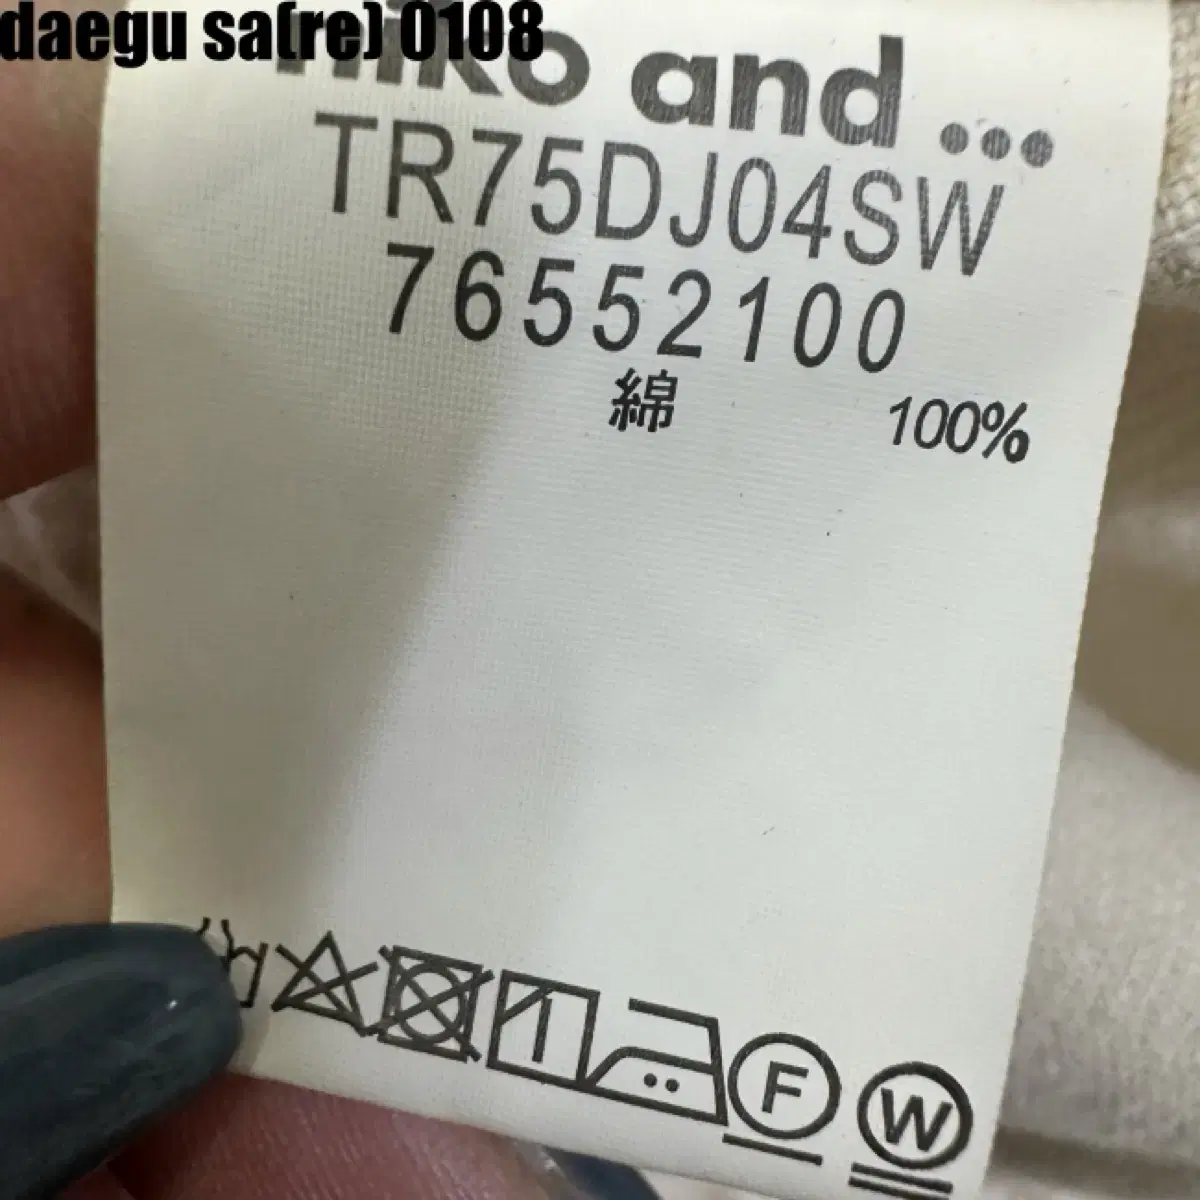 daegu sa(re) 0108
niko and ...
TR75DJ04SW
76552100
綿 100%
F W